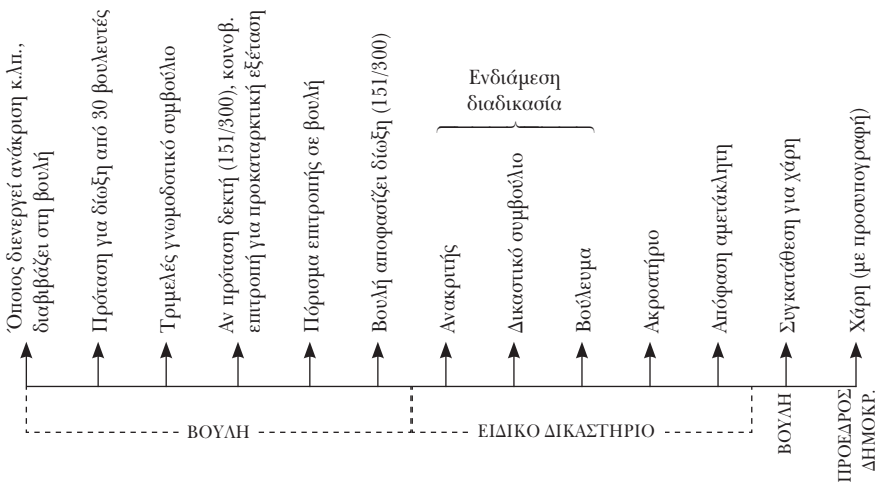 Όποιος διενεργεί ανάκριση κ.λπ.,
διαβιβάζει στη βουλή
Πρόταση για δίωξη από 30 βουλευτές
Τριμελές γνωμοδοτικό συμβούλιο
Αν πρόταση δεκτή (151/300), κοινοβ.
επιτροπή για προκαταρκτική εξέταση
Πόρισμα επιτροπής σε βουλή
Βουλή αποφασίζει δίωξη (151/300)
Ενδιάμεση
διαδικασία
Ανακριτής
Δικαστικό συμβούλιο
Βούλευμα
Ακροατήριο
Απόφαση αμετάκλητη
Συγκατάθεση για χάρη
Χάρη (με προσυπογραφή)
ΒΟΥΛΗ
ΕΙΔΙΚΟ ΔΙΚΑΣΤΗΡΙΟ
ΒΟΥΛΗ
ΠΡΟΕΔΡΟΣ
ΔΗΜΟΚΡ.